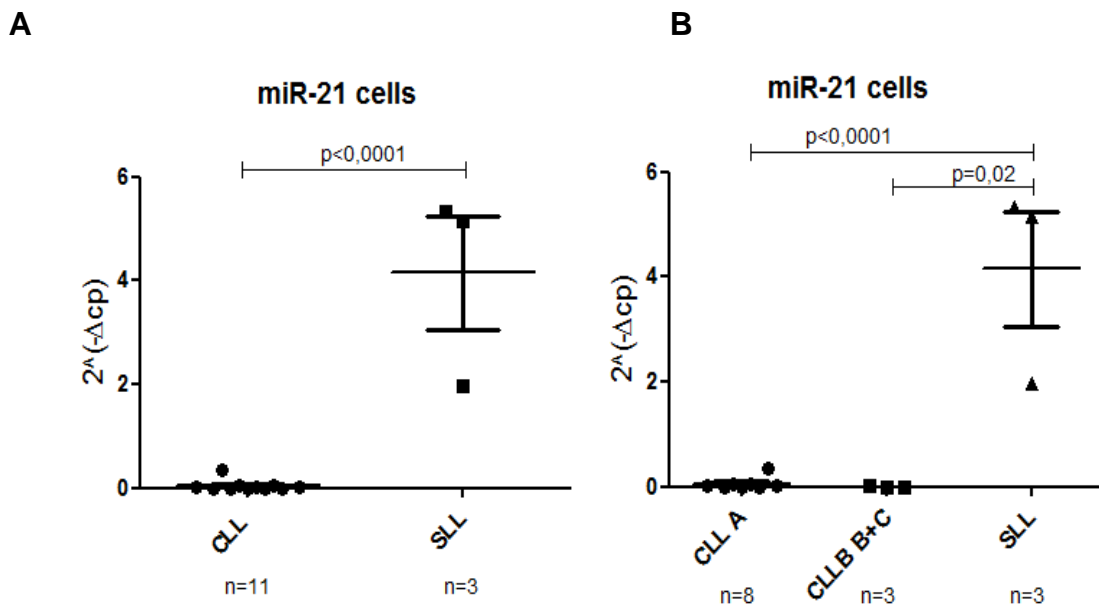 A
miR-21 cells
p<0,0001
6
4
2
0
2^(-Δcp)
CLL
SLL
n=11
n=3
B
miR-21 cells
p<0,0001
p=0,02
6
4
2
0
2^(-Δcp)
CLL A
CLLB B+C
SLL
n=8
n=3
n=3